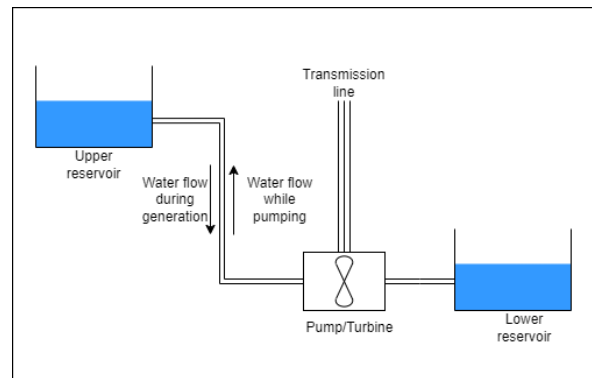 Transmission
line
Upper
reservoir
Water flow
during
generation
Water flow
while
pumping
Pump/Turbine
Lower
reservoir